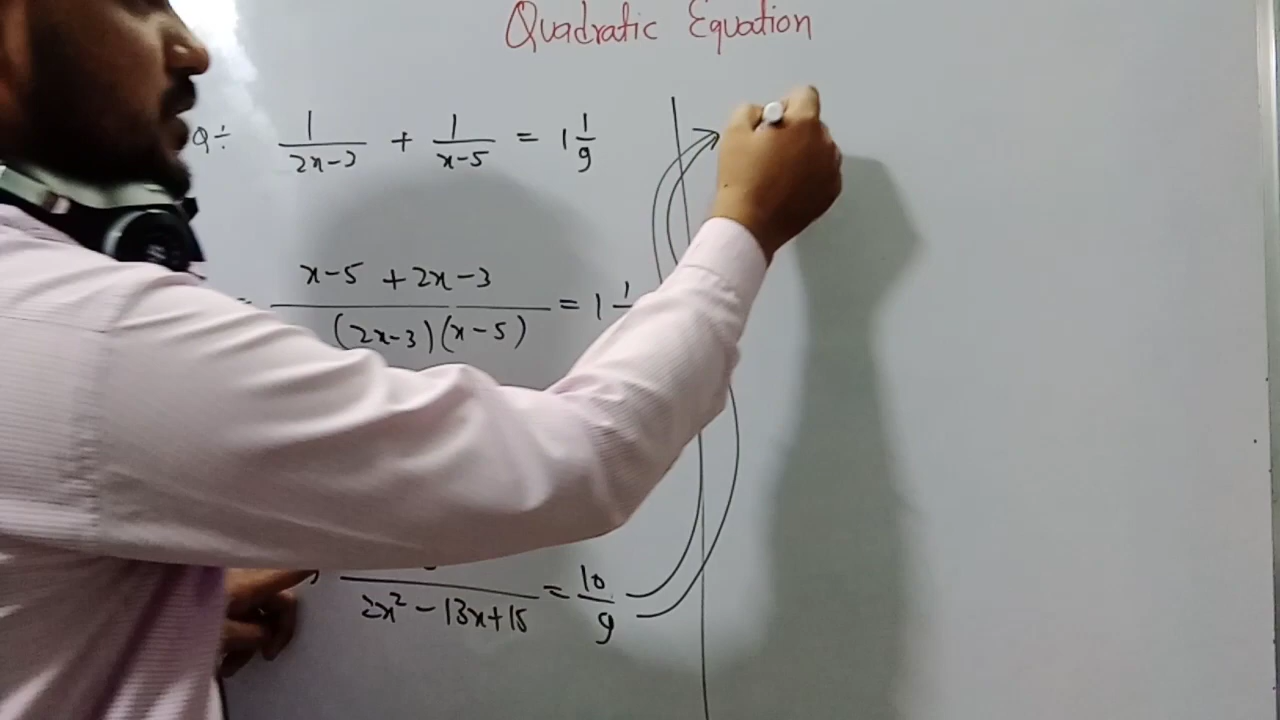 Quadratic Equation
Q÷ 1/(2x-3) + 1/(x-5) = 1 1/9
= (x-5 + 2x-3)/((2x-3)(x-5)) = 1 1/
/(2x² - 13x + 15) = 10/9